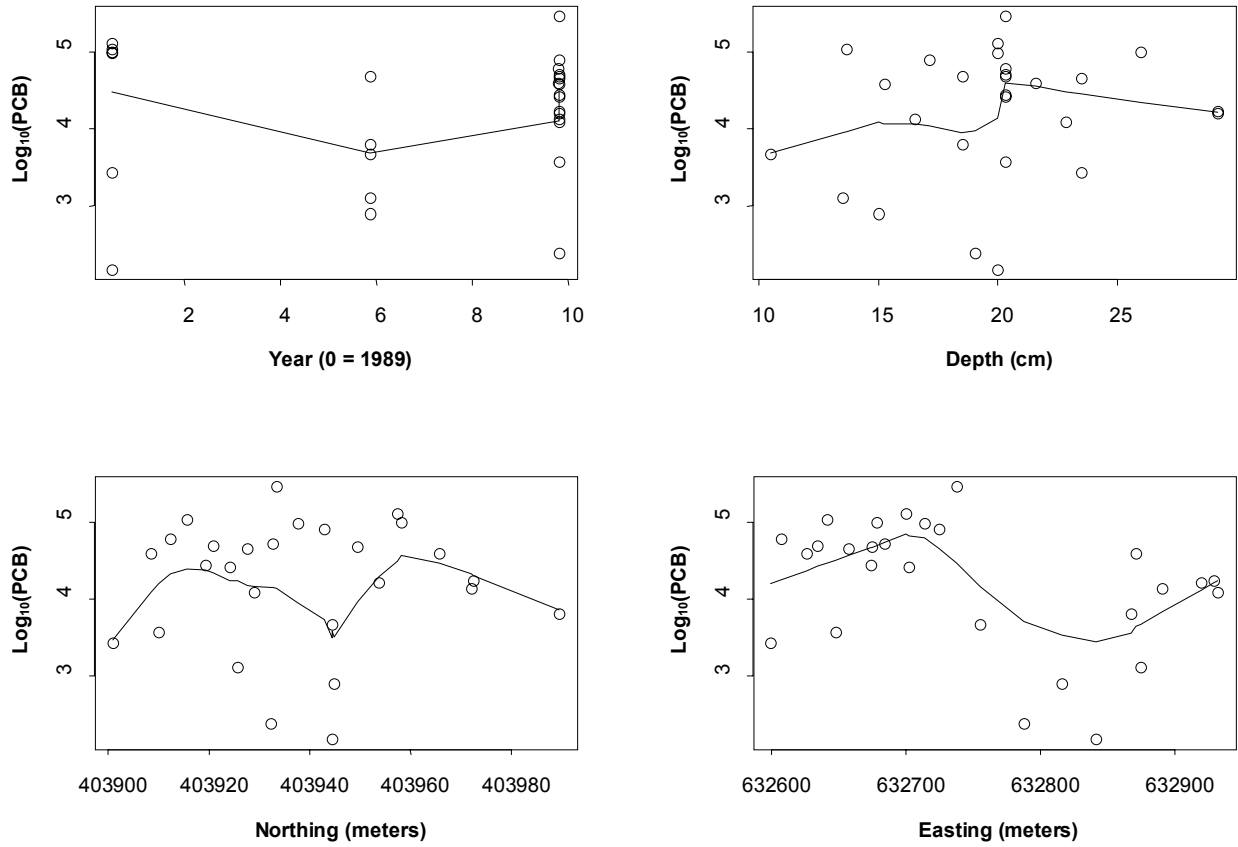 Log₁₀(PCB)
5
4
3
2 4 6 8 10
Year (0 = 1989)
Log₁₀(PCB)
5
4
3
10 15 20 25
Depth (cm)
Log₁₀(PCB)
5
4
3
403900 403920 403940 403960 403980
Northing (meters)
Log₁₀(PCB)
5
4
3
632600 632700 632800 632900
Easting (meters)